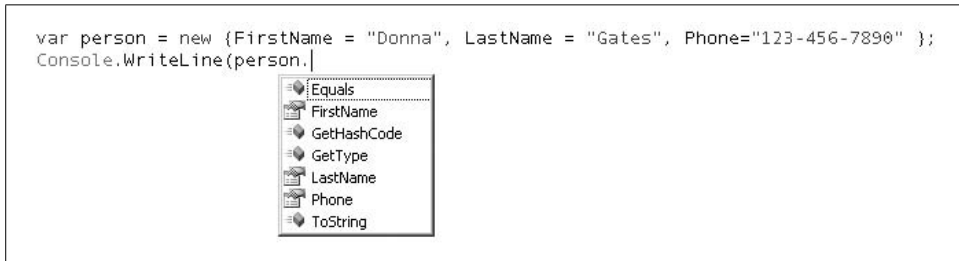 var person = new {FirstName = "Donna", LastName = "Gates", Phone="123-456-7890" };
Console.WriteLine(person.
Equals
FirstName
GetHashCode
GetType
LastName
Phone
ToString